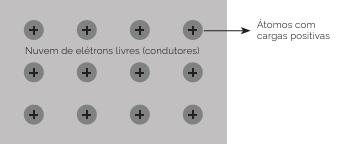 Átomos com
cargas positivas
Nuvem de elétrons livres (condutores)